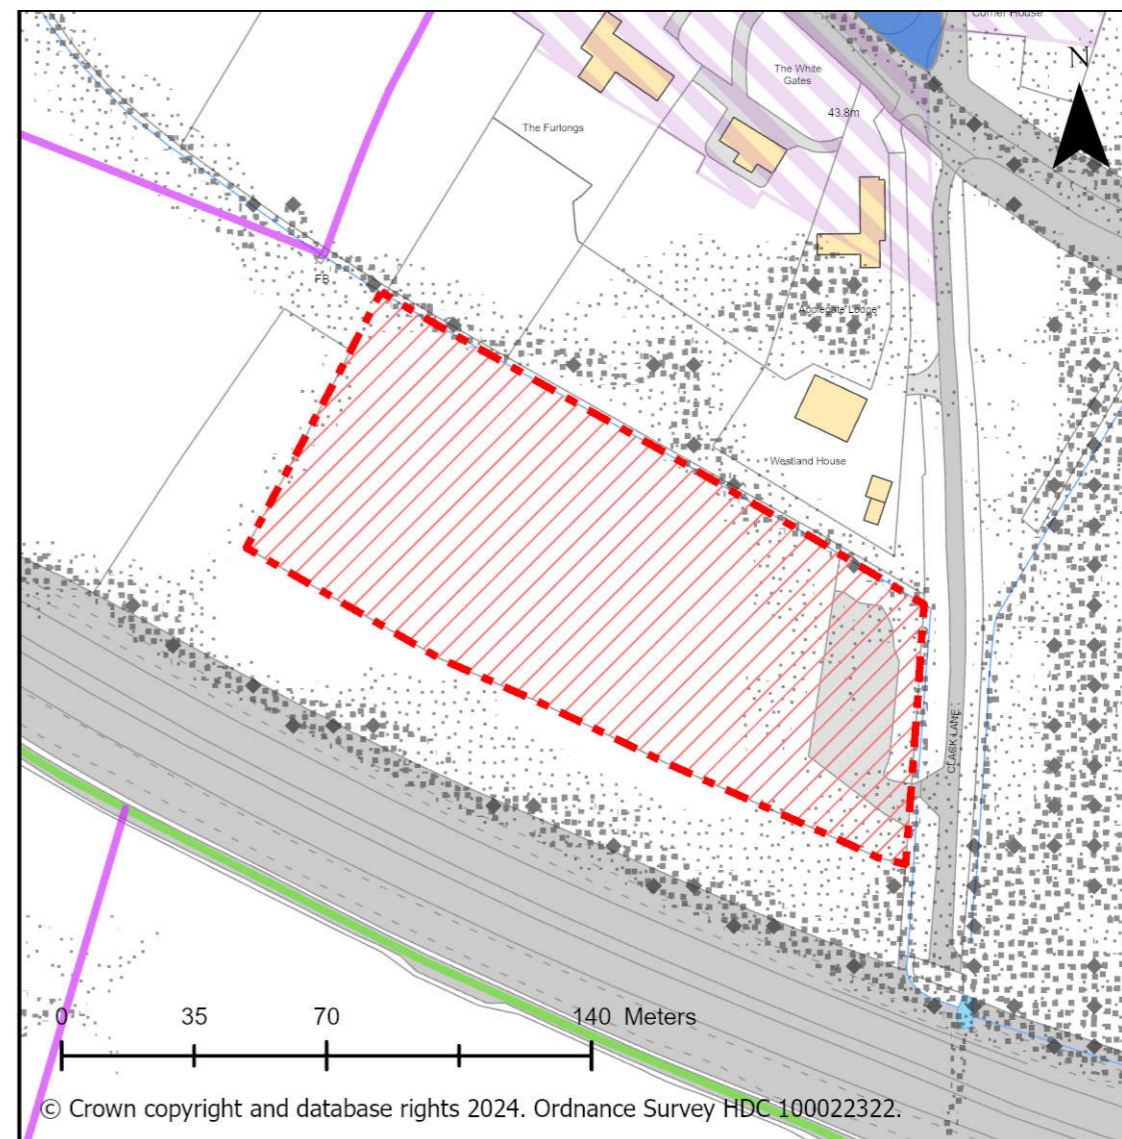 Corner House
N
The White
Gates
43.8m
The Furlongs
FB
Applegate Lodge
Westland House
CLACK LANE
0 35 70 140 Meters
© Crown copyright and database rights 2024. Ordnance Survey HDC 100022322.